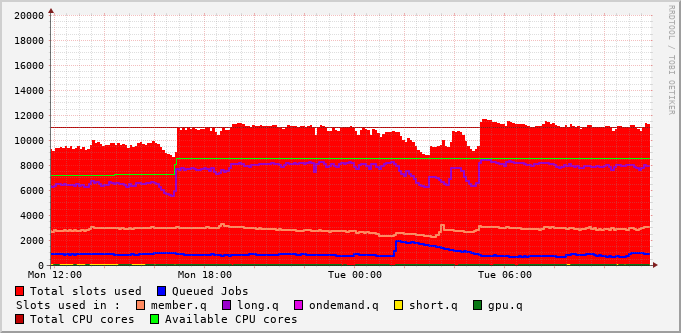 20000
18000
16000
14000
12000
10000
8000
6000
4000
2000
0
Mon 12:00 Mon 18:00 Tue 00:00 Tue 06:00
Total slots used Queued Jobs
Slots used in : member.q long.q ondemand.q short.q gpu.q
Total CPU cores Available CPU cores
RRDTOOL / TOBI OETIKER